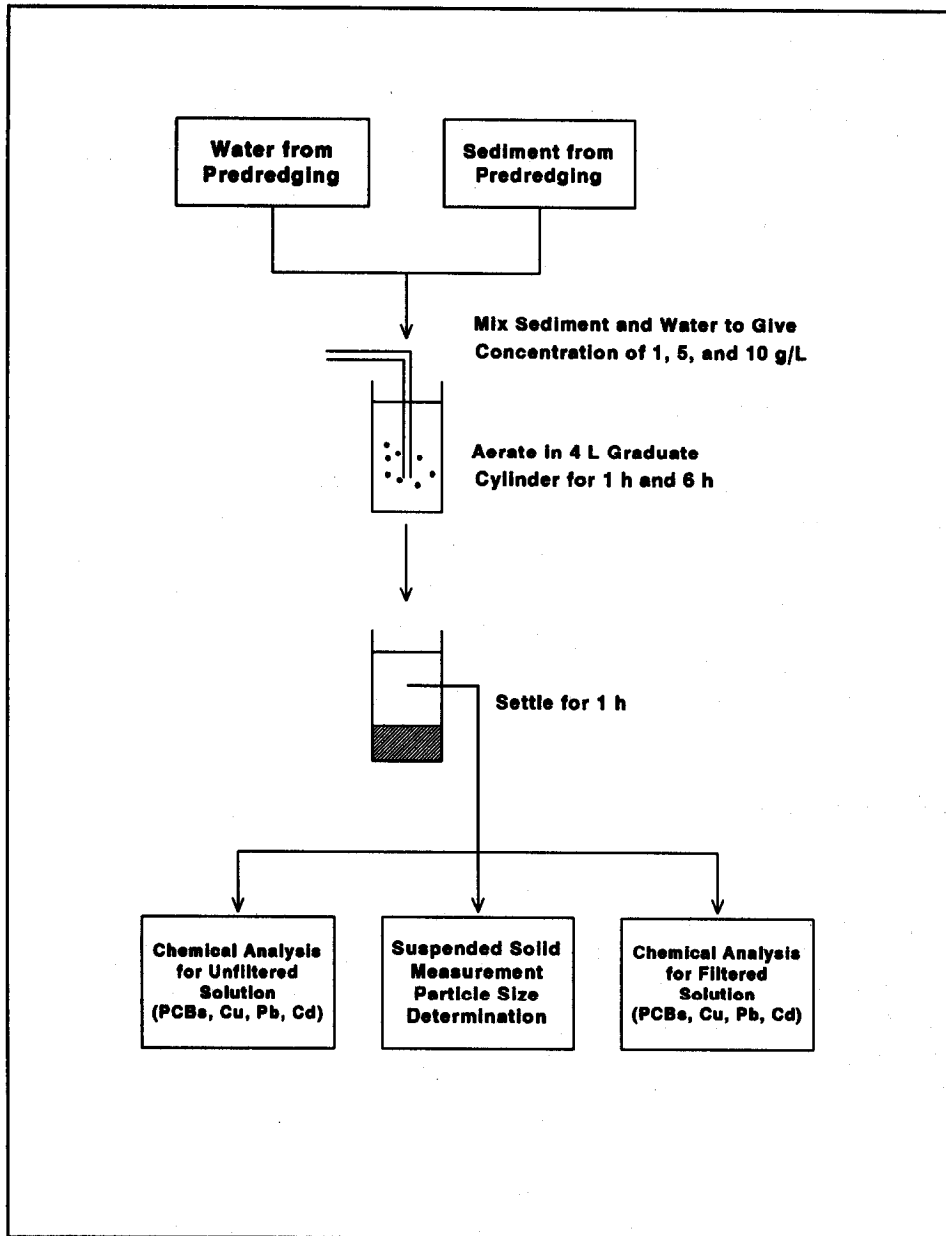 Water from
Predredging
Sediment from
Predredging
Mix Sediment and Water to Give
Concentration of 1, 5, and 10 g/L
Aerate in 4 L Graduate
Cylinder for 1 h and 6 h
Settle for 1 h
Chemical Analysis
for Unfiltered
Solution
(PCBs, Cu, Pb, Cd)
Suspended Solid
Measurement
Particle Size
Determination
Chemical Analysis
for Filtered
Solution
(PCBs, Cu, Pb, Cd)